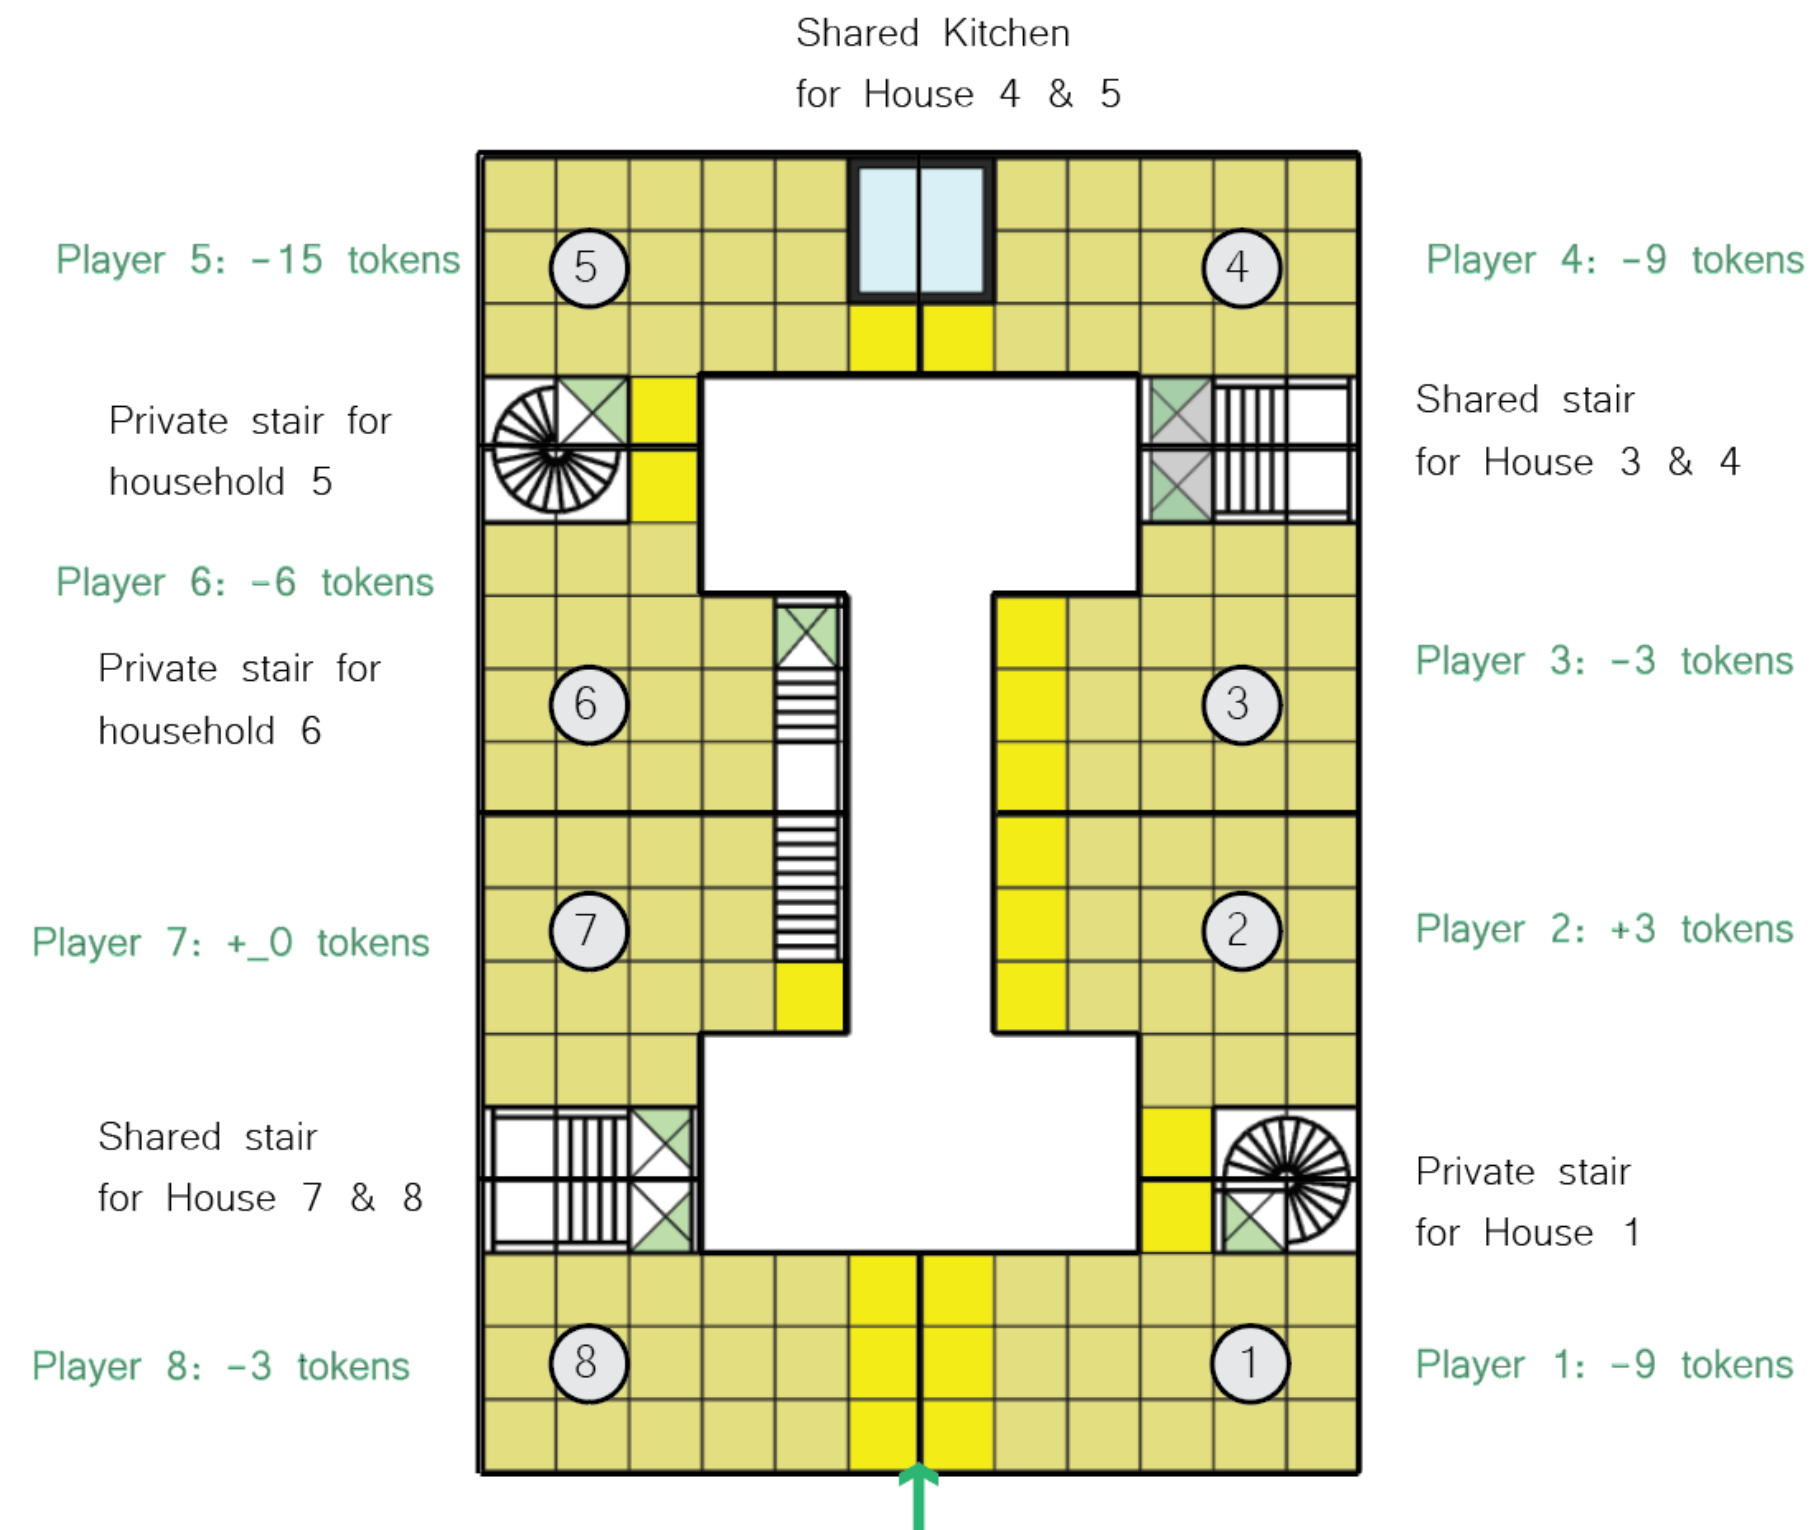 Shared Kitchen
for House 4 & 5
Player 5: -15 tokens
5
4
Player 4: -9 tokens
Private stair for
household 5
Shared stair
for House 3 & 4
Player 6: -6 tokens
Private stair for
household 6
6
3
Player 3: -3 tokens
Player 7: +_0 tokens
7
2
Player 2: +3 tokens
Shared stair
for House 7 & 8
Private stair
for House 1
Player 8: -3 tokens
8
1
Player 1: -9 tokens